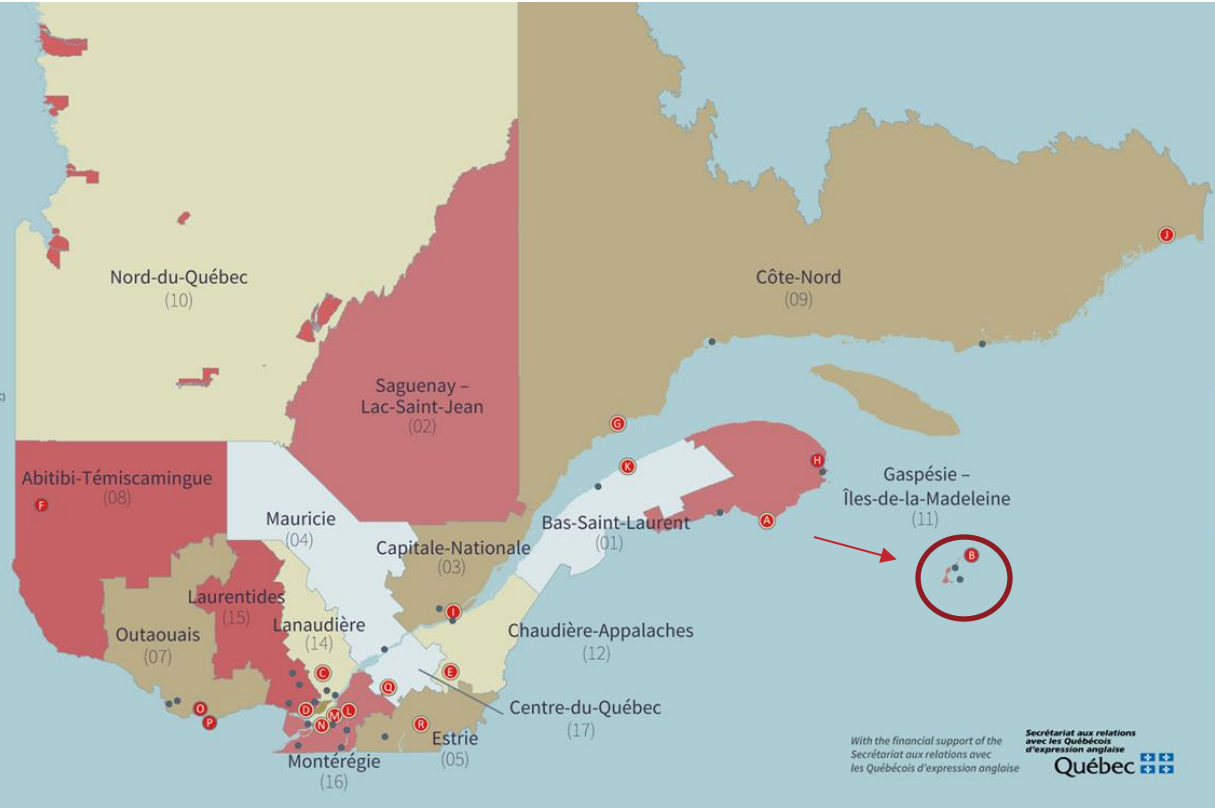 J
Nord-du-Québec
(10)
Côte-Nord
(09)
Saguenay –
Lac-Saint-Jean
(02)
G
K
H
Abitibi-Témiscamingue
(08)
F
Gaspésie –
Îles-de-la-Madeleine
(11)
Mauricie
(04)
Bas-Saint-Laurent
(01)
A
Capitale-Nationale
(03)
B
Laurentides
(15)
I
Lanaudière
(14)
Outaouais
(07)
Chaudière-Appalaches
(12)
C
E
Q
O
P
D
M
L
N
R
Centre-du-Québec
(17)
Estrie
(05)
Montérégie
(16)
With the financial support of the
Secrétariat aux relations avec
les Québécois d'expression anglaise
Secrétariat aux relations
avec les Québécois
d'expression anglaise
Québec